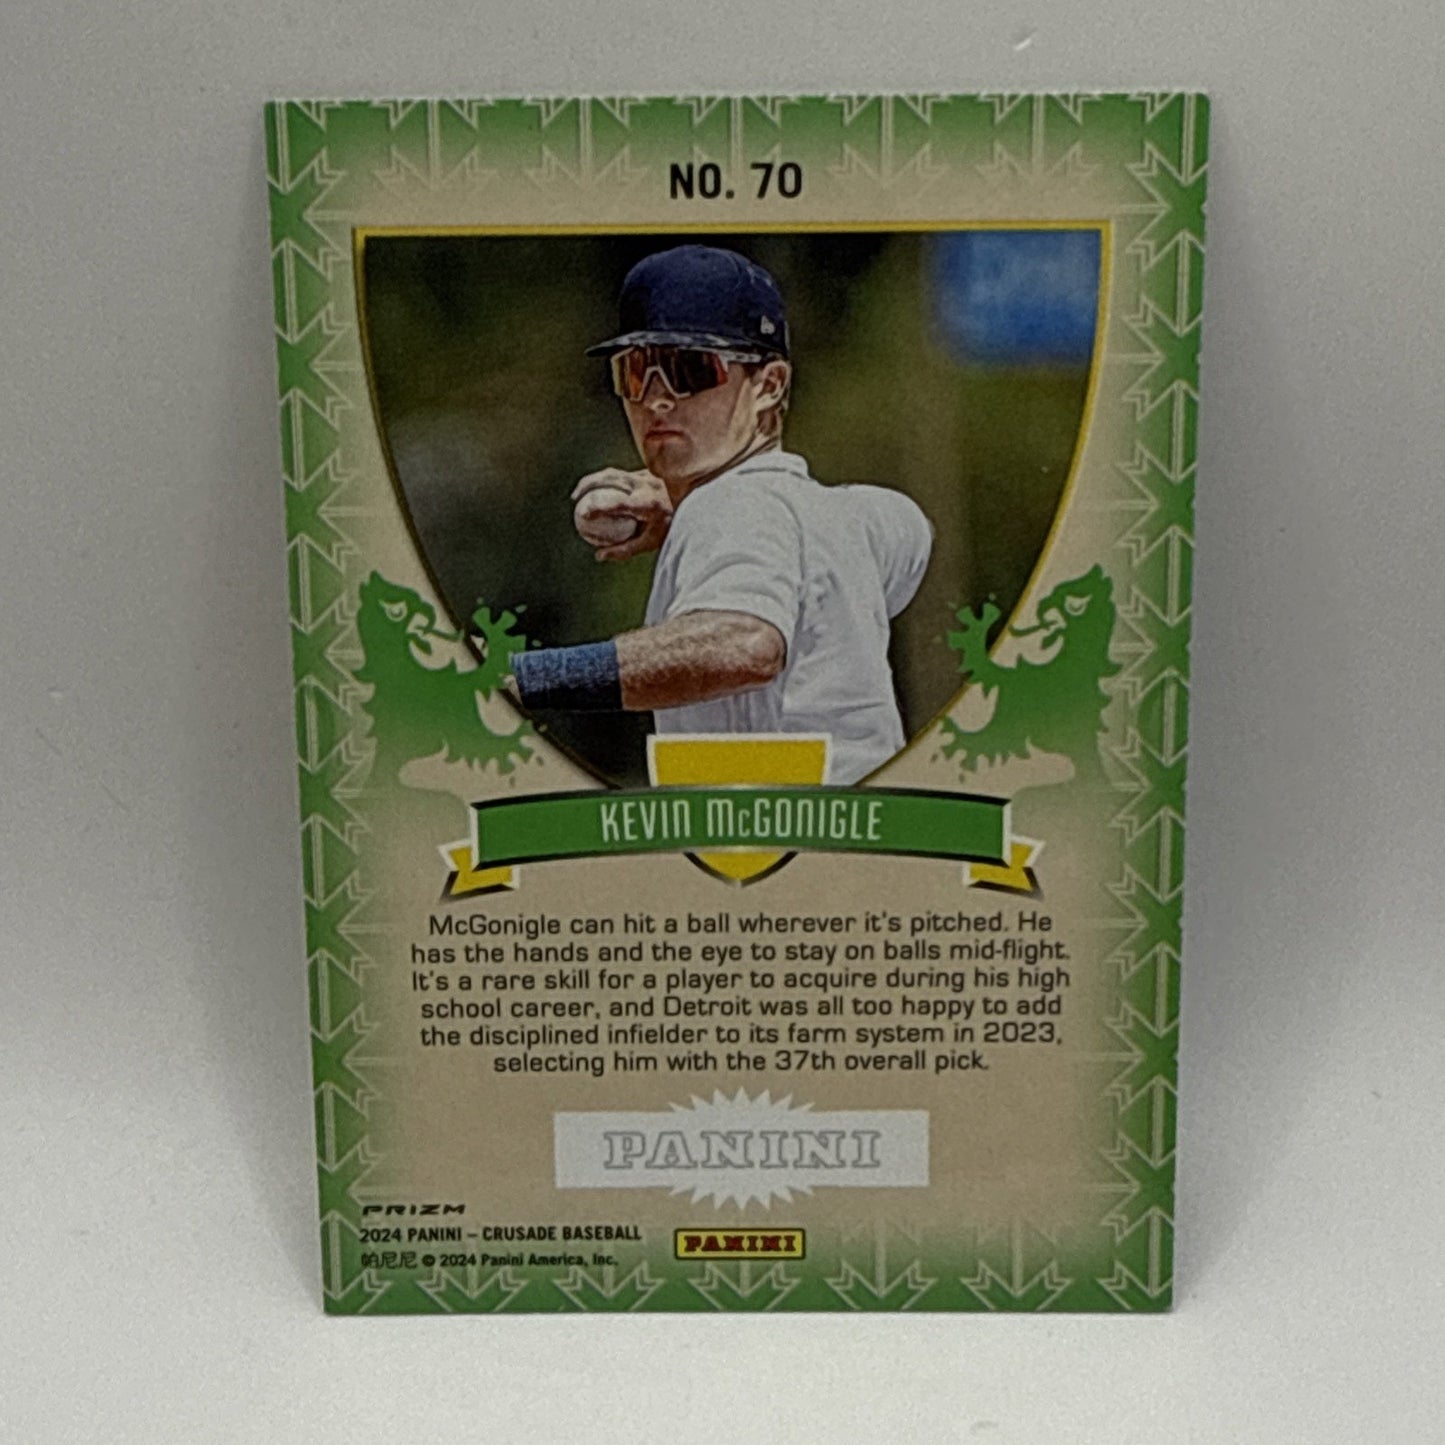 NO. 70
KEVIN McGONIGLE
McGonigle can hit a ball wherever it's pitched. He
has the hands and the eye to stay on balls mid-flight.
It's a rare skill for a player to acquire during his high
school career, and Detroit was all too happy to add
the disciplined infielder to its farm system in 2023,
selecting him with the 37th overall pick.
PANINI
PRIZM
2024 PANINI – CRUSADE BASEBALL
帕尼尼 © 2024 Panini America, Inc.
PANINI